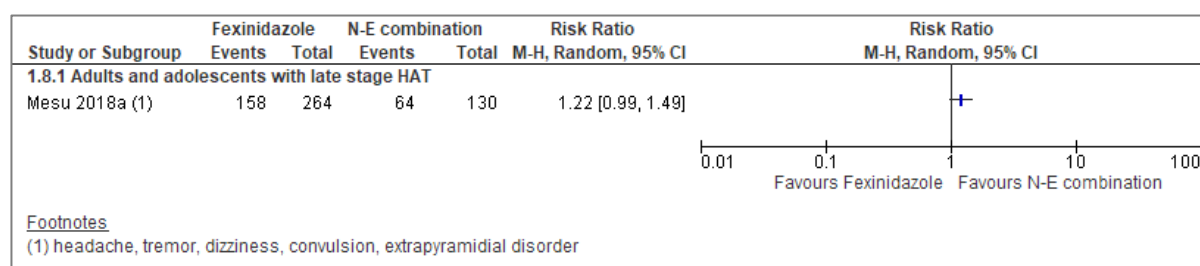 Fexinidazole N-E combination Risk Ratio Risk Ratio
Study or Subgroup Events Total Events Total M-H, Random, 95% CI M-H, Random, 95% CI
1.8.1 Adults and adolescents with late stage HAT
Mesu 2018a (1) 158 264 64 130 1.22 [0.99, 1.49]
0.01 0.1 1 10 100
Favours Fexinidazole Favours N-E combination
Footnotes
(1) headache, tremor, dizziness, convulsion, extrapyramidial disorder